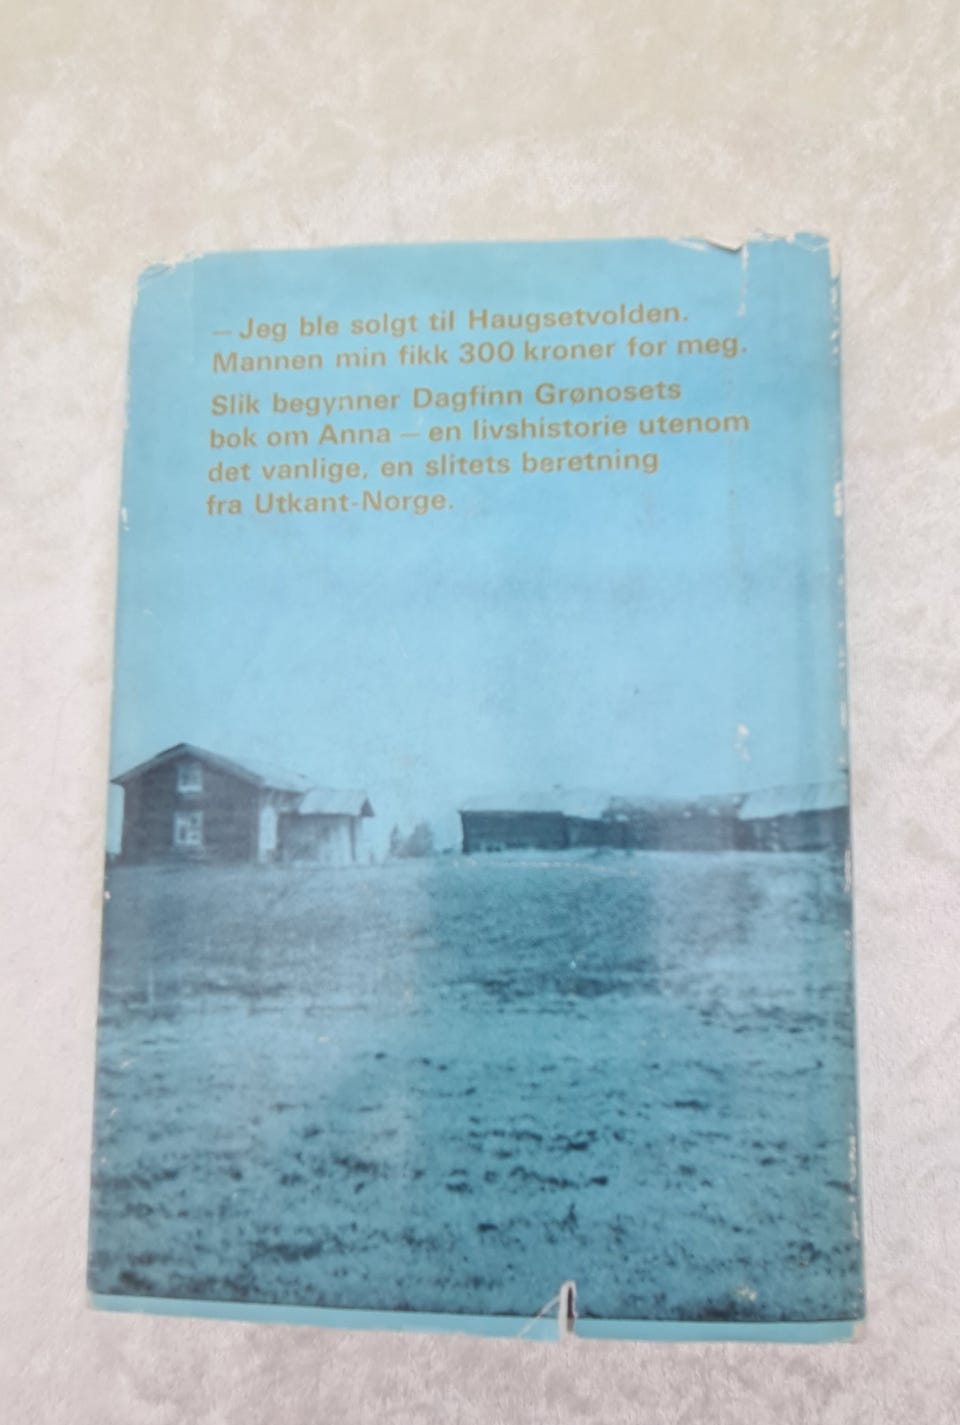 — Jeg ble solgt til Haugsetvolden.
Mannen min fikk 300 kroner for meg.
Slik begynner Dagfinn Grønosets
bok om Anna — en livshistorie utenom
det vanlige, en slitets beretning
fra Utkant-Norge.